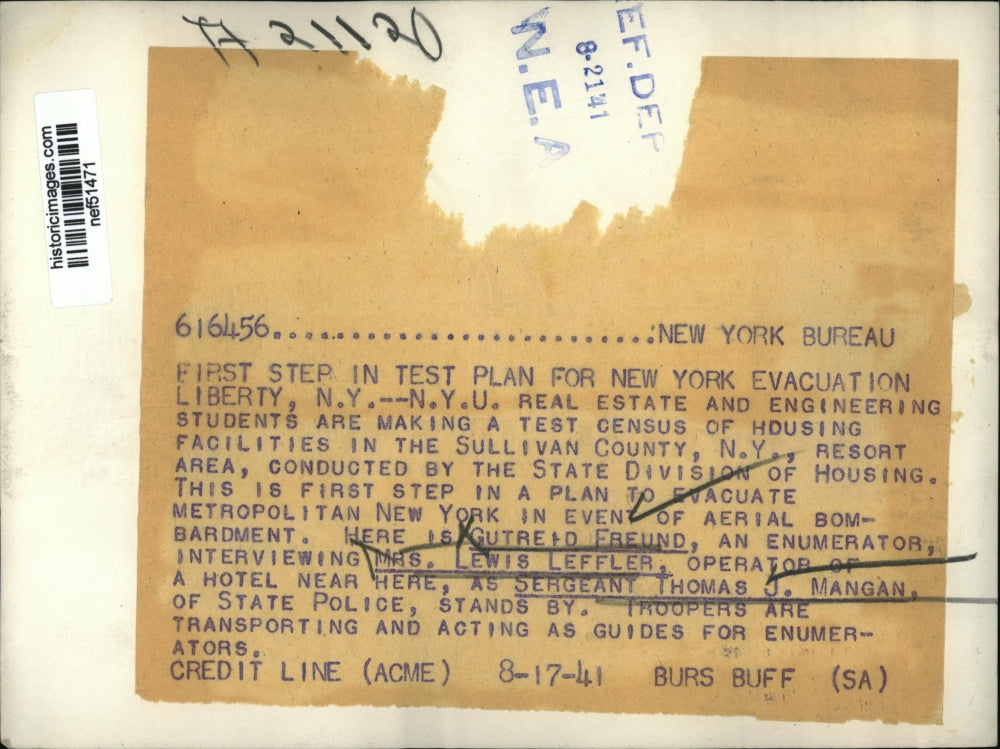 W.E.A
8-21 41
historicimages.com
nef51471
616456..............................NEW YORK BUREAU
FIRST STEP IN TEST PLAN FOR NEW YORK EVACUATION
LIBERTY, N.Y.--N.Y.U. REAL ESTATE AND ENGINEERING
STUDENTS ARE MAKING A TEST CENSUS OF HOUSING
FACILITIES IN THE SULLIVAN COUNTY, N.Y., RESORT
AREA, CONDUCTED BY THE STATE DIVISION OF HOUSING.
THIS IS FIRST STEP IN A PLAN TO EVACUATE
METROPOLITAN NEW YORK IN EVENT OF AERIAL BOM-
BARDMENT. HERE IS GUTREID FREUND, AN ENUMERATOR,
INTERVIEWING MRS. LEWIS LEFFLER, OPERATOR OF
A HOTEL NEAR HERE, AS SERGEANT THOMAS J. MANGAN,
OF STATE POLICE, STANDS BY. TROOPERS ARE
TRANSPORTING AND ACTING AS GUIDES FOR ENUMER-
ATORS.
CREDIT LINE (ACME) 8-17-41 BURS BUFF (SA)